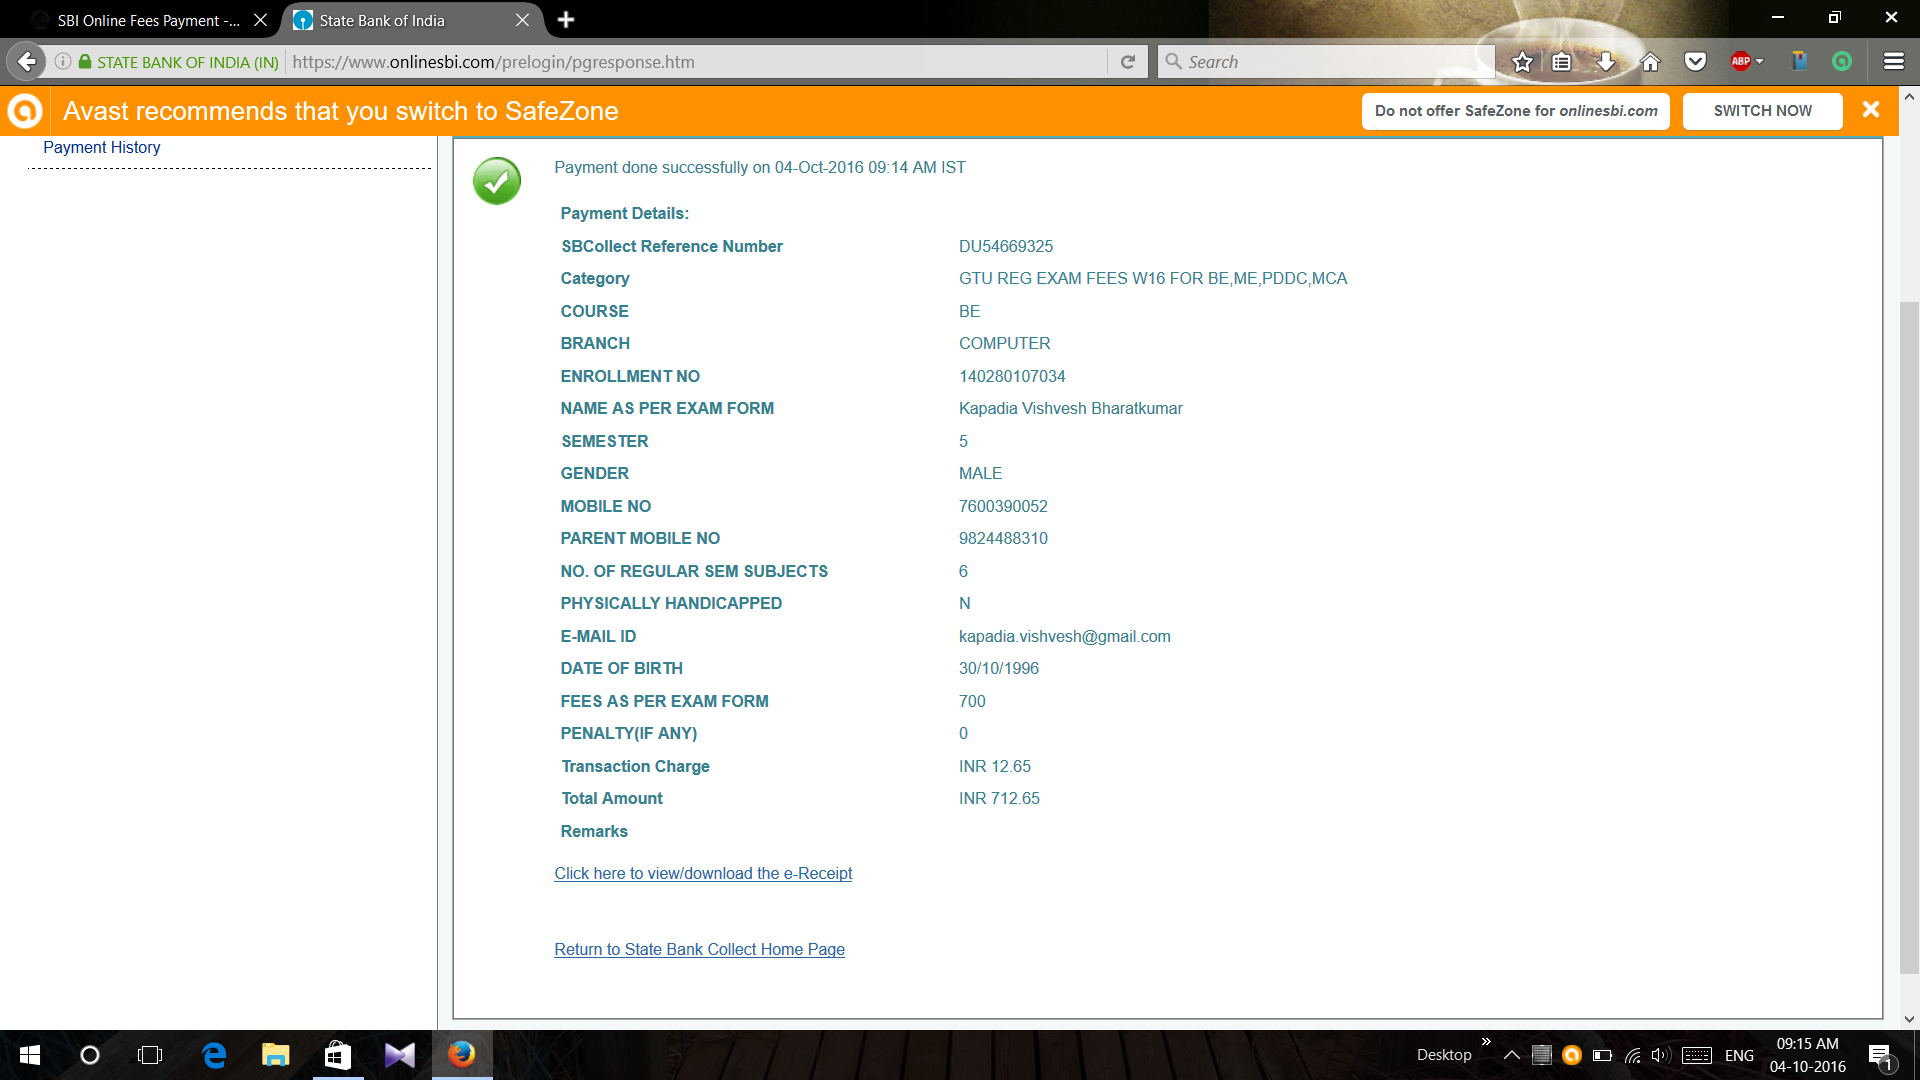 SBI Online Fees Payment -...
State Bank of India
STATE BANK OF INDIA (IN)
https://www.onlinesbi.com/prelogin/pgresponse.htm
Search
ABP
Avast recommends that you switch to SafeZone
Do not offer SafeZone for onlinesbi.com
SWITCH NOW
Payment History
Payment done successfully on 04-Oct-2016 09:14 AM IST
Payment Details:
SBCollect Reference Number DU54669325
Category GTU REG EXAM FEES W16 FOR BE,ME,PDDC,MCA
COURSE BE
BRANCH COMPUTER
ENROLLMENT NO 140280107034
NAME AS PER EXAM FORM Kapadia Vishvesh Bharatkumar
SEMESTER 5
GENDER MALE
MOBILE NO 7600390052
PARENT MOBILE NO 9824488310
NO. OF REGULAR SEM SUBJECTS 6
PHYSICALLY HANDICAPPED N
E-MAIL ID kapadia.vishvesh@gmail.com
DATE OF BIRTH 30/10/1996
FEES AS PER EXAM FORM 700
PENALTY(IF ANY) 0
Transaction Charge INR 12.65
Total Amount INR 712.65
Remarks
Click here to view/download the e-Receipt
Return to State Bank Collect Home Page
Desktop
ENG
09:15 AM
04-10-2016
1